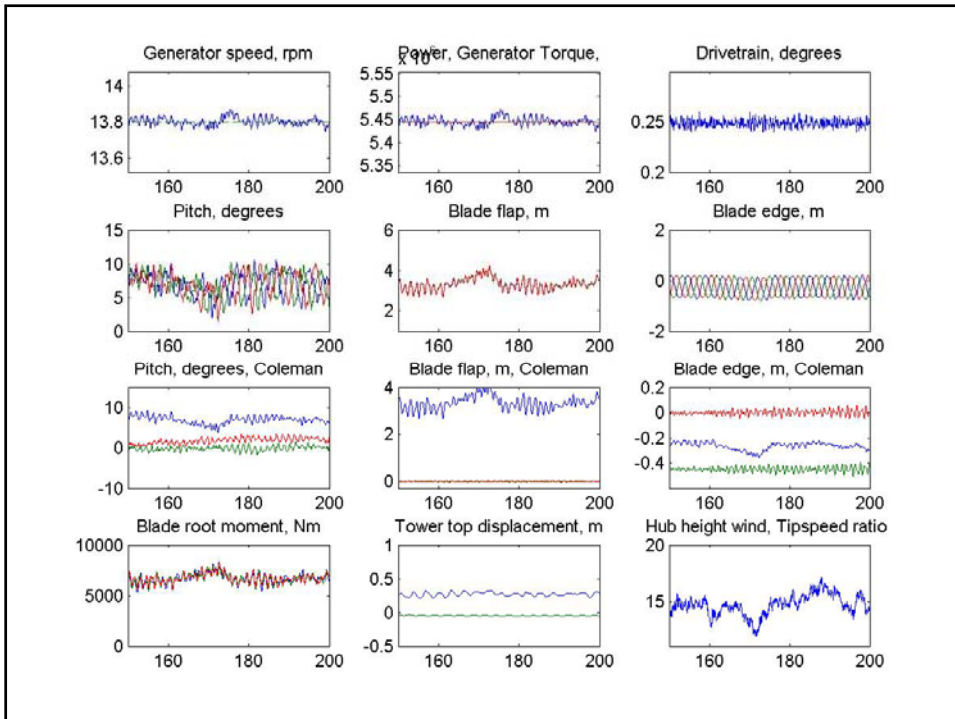 Generator speed, rpm
14
13.8
13.6
160 180 200
Power, Generator Torque,
5.55
5.5
5.45
5.4
5.35
160 180 200
Drivetrain, degrees
0.25
0.2
160 180 200
Pitch, degrees
15
10
5
0
160 180 200
Blade flap, m
6
4
2
160 180 200
Blade edge, m
2
0
-2
160 180 200
Pitch, degrees, Coleman
10
0
-10
160 180 200
Blade flap, m, Coleman
4
2
0
160 180 200
Blade edge, m, Coleman
0.2
0
-0.2
-0.4
160 180 200
Blade root moment, Nm
10000
5000
0
160 180 200
Tower top displacement, m
1
0.5
0
-0.5
160 180 200
Hub height wind, Tipspeed ratio
20
15
160 180 200